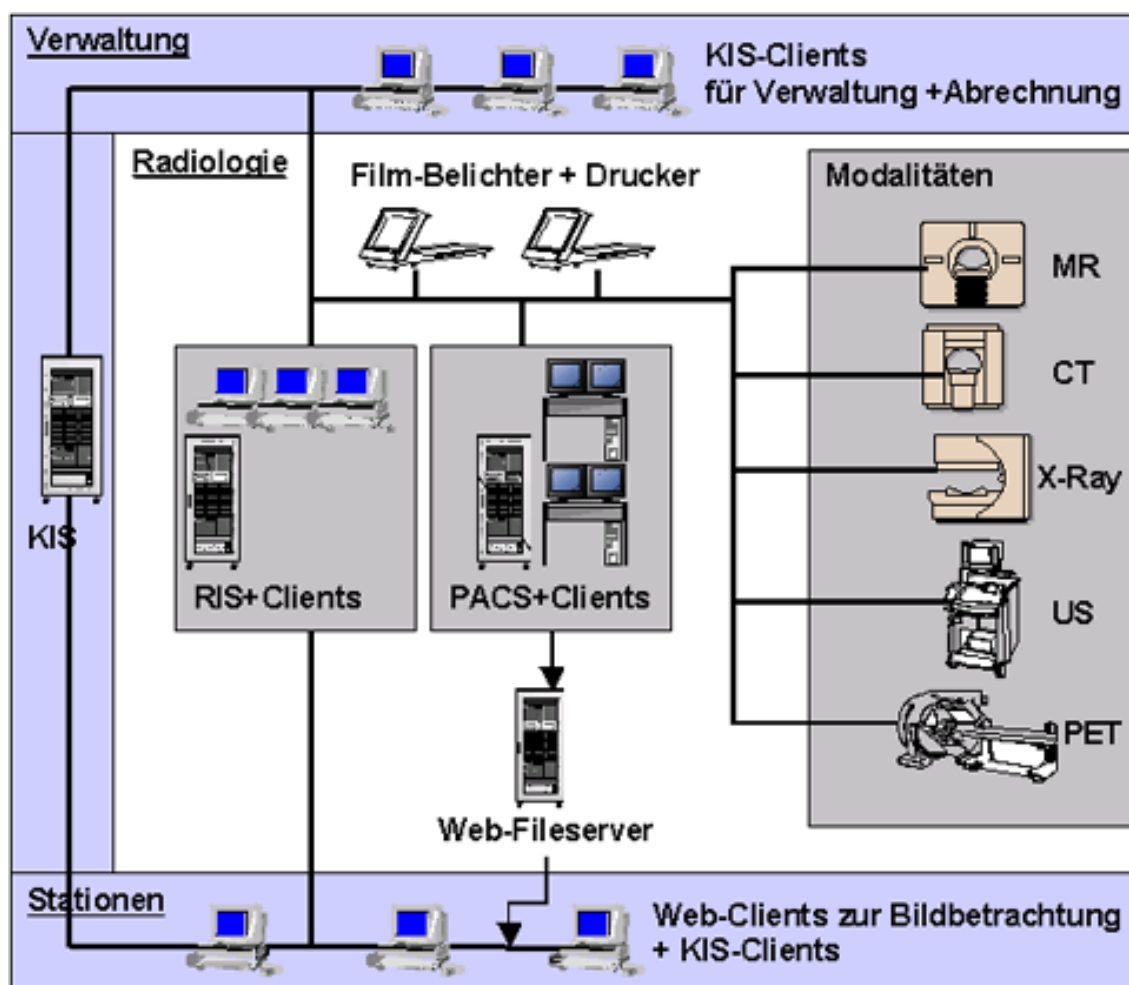 Verwaltung
KIS-Clients
für Verwaltung +Abrechnung
Radiologie
Film-Belichter + Drucker
Modalitäten
MR
CT
X-Ray
US
PET
KIS
RIS+Clients
PACS+Clients
Web-Fileserver
Stationen
Web-Clients zur Bildbetrachtung
+ KIS-Clients